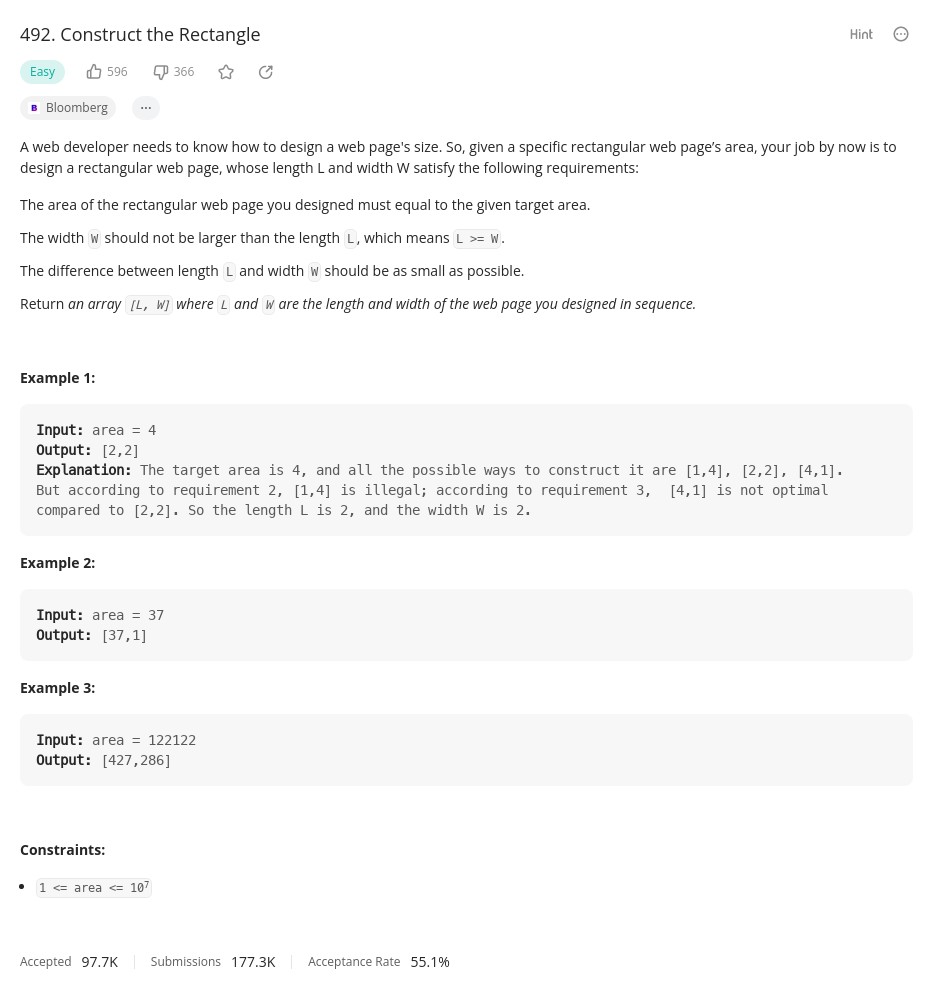 492. Construct the Rectangle
Hint
Easy
596
366
B Bloomberg
...
A web developer needs to know how to design a web page's size. So, given a specific rectangular web page’s area, your job by now is to
design a rectangular web page, whose length L and width W satisfy the following requirements:
The area of the rectangular web page you designed must equal to the given target area.
The width W should not be larger than the length L, which means L >= W.
The difference between length L and width W should be as small as possible.
Return an array [L, W] where L and W are the length and width of the web page you designed in sequence.
Example 1:
Input: area = 4
Output: [2,2]
Explanation: The target area is 4, and all the possible ways to construct it are [1,4], [2,2], [4,1].
But according to requirement 2, [1,4] is illegal; according to requirement 3,  [4,1] is not optimal
compared to [2,2]. So the length L is 2, and the width W is 2.
Example 2:
Input: area = 37
Output: [37,1]
Example 3:
Input: area = 122122
Output: [427,286]
Constraints:
• 1 <= area <= 10⁷
Accepted 97.7K Submissions 177.3K Acceptance Rate 55.1%